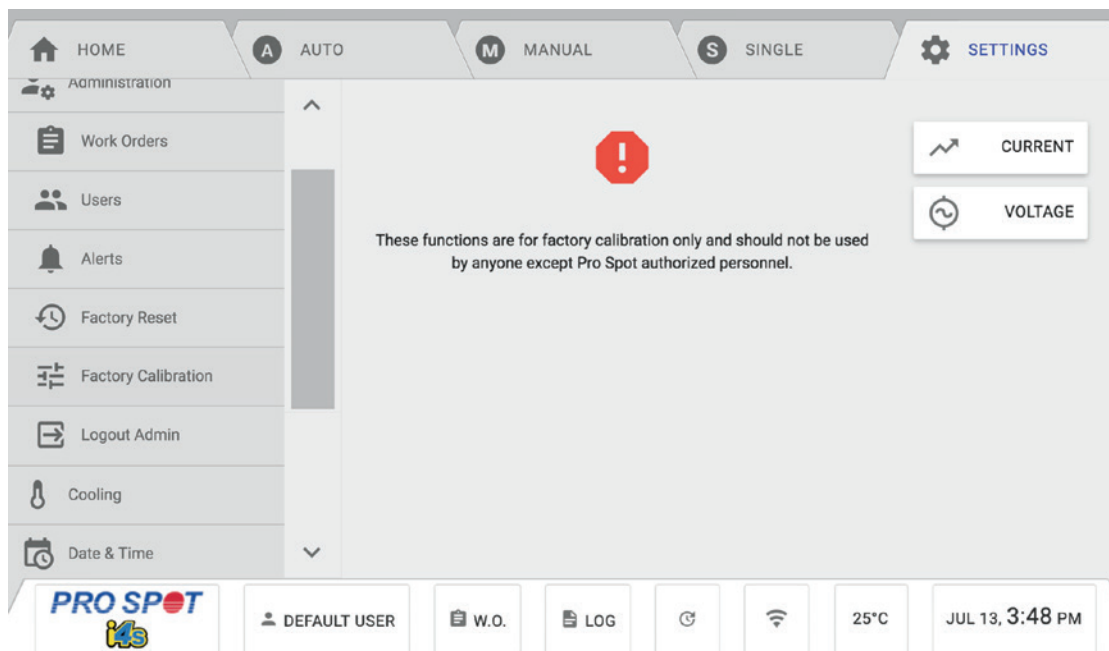 HOME
A AUTO
M MANUAL
S SINGLE
SETTINGS
Administration
Work Orders
Users
Alerts
Factory Reset
Factory Calibration
Logout Admin
Cooling
Date & Time
!
These functions are for factory calibration only and should not be used
by anyone except Pro Spot authorized personnel.
CURRENT
VOLTAGE
PRO SPOT
i4s
DEFAULT USER
W.O.
LOG
25°C
JUL 13, 3:48 PM